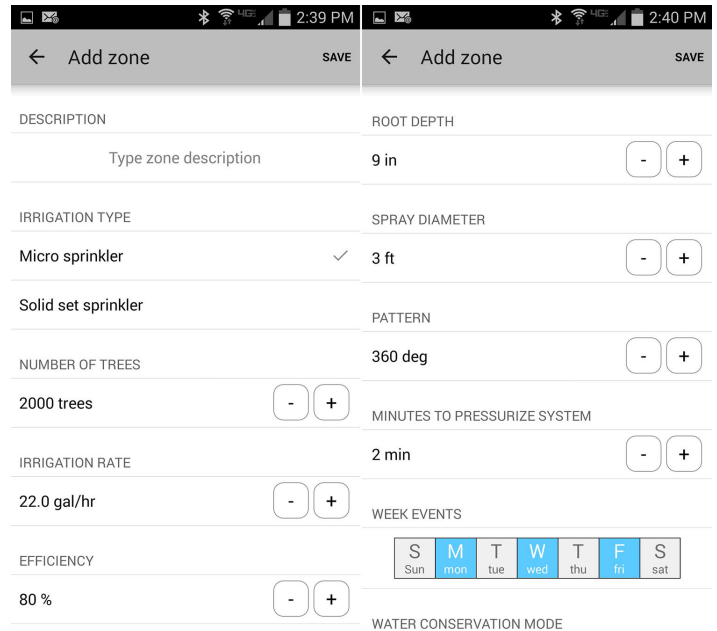 4GE 2:39 PM
Add zone SAVE
DESCRIPTION
Type zone description
IRRIGATION TYPE
Micro sprinkler
Solid set sprinkler
NUMBER OF TREES
2000 trees - +
IRRIGATION RATE
22.0 gal/hr - +
EFFICIENCY
80 % - +
4GE 2:40 PM
Add zone SAVE
ROOT DEPTH
9 in - +
SPRAY DIAMETER
3 ft - +
PATTERN
360 deg - +
MINUTES TO PRESSURIZE SYSTEM
2 min - +
WEEK EVENTS
S M T W T F S
Sun mon tue wed thu fri sat
WATER CONSERVATION MODE